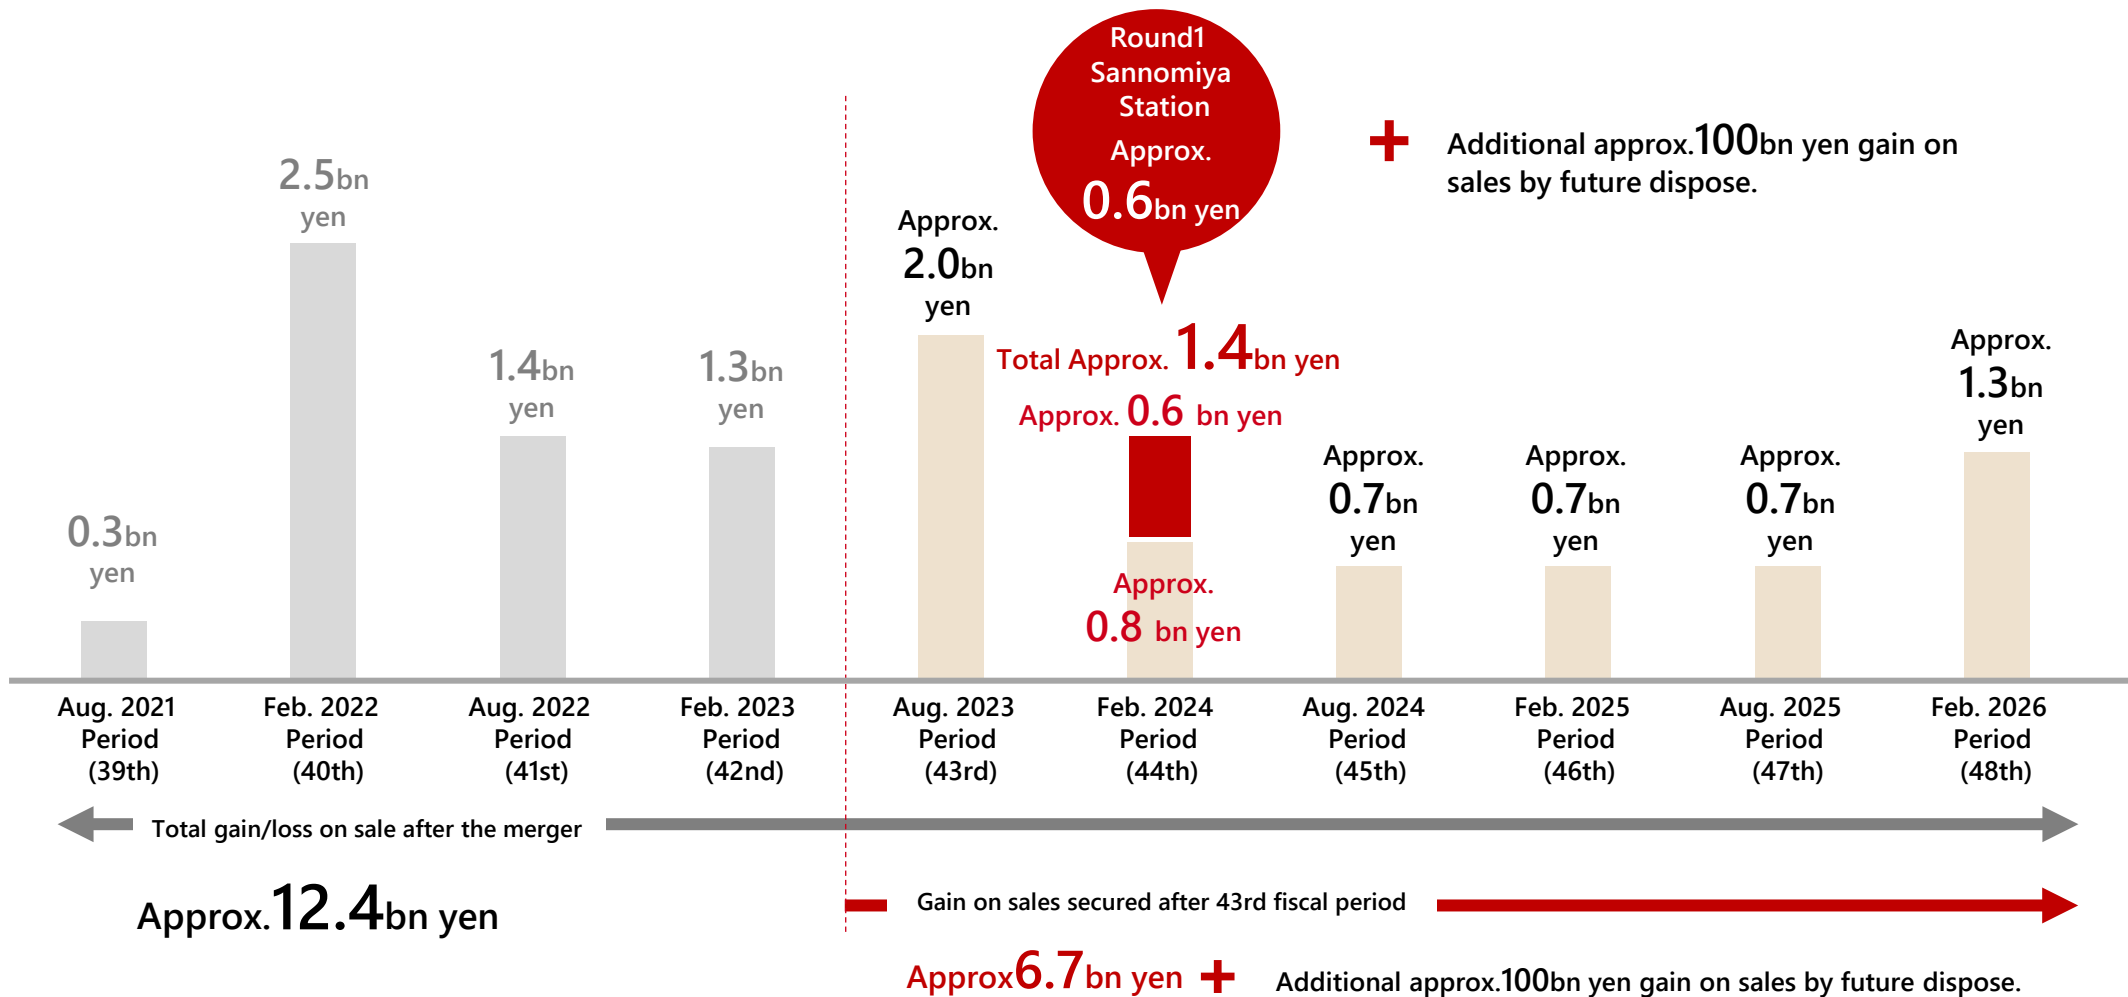 Round1
Sannomiya
Station
Approx.
0.6bn yen
+
Additional approx.100bn yen gain on
sales by future dispose.
2.5bn
yen
Approx.
2.0bn
yen
Total Approx. 1.4bn yen
Approx. 0.6 bn yen
1.4bn
yen
1.3bn
yen
Approx.
1.3bn
yen
Approx.
0.7bn
yen
Approx.
0.7bn
yen
Approx.
0.7bn
yen
0.3bn
yen
Approx.
0.8 bn yen
Aug. 2021
Period
(39th)
Feb. 2022
Period
(40th)
Aug. 2022
Period
(41st)
Feb. 2023
Period
(42nd)
Aug. 2023
Period
(43rd)
Feb. 2024
Period
(44th)
Aug. 2024
Period
(45th)
Feb. 2025
Period
(46th)
Aug. 2025
Period
(47th)
Feb. 2026
Period
(48th)
Total gain/loss on sale after the merger
Approx.12.4bn yen
Gain on sales secured after 43rd fiscal period
Approx6.7bn yen + Additional approx.100bn yen gain on sales by future dispose.